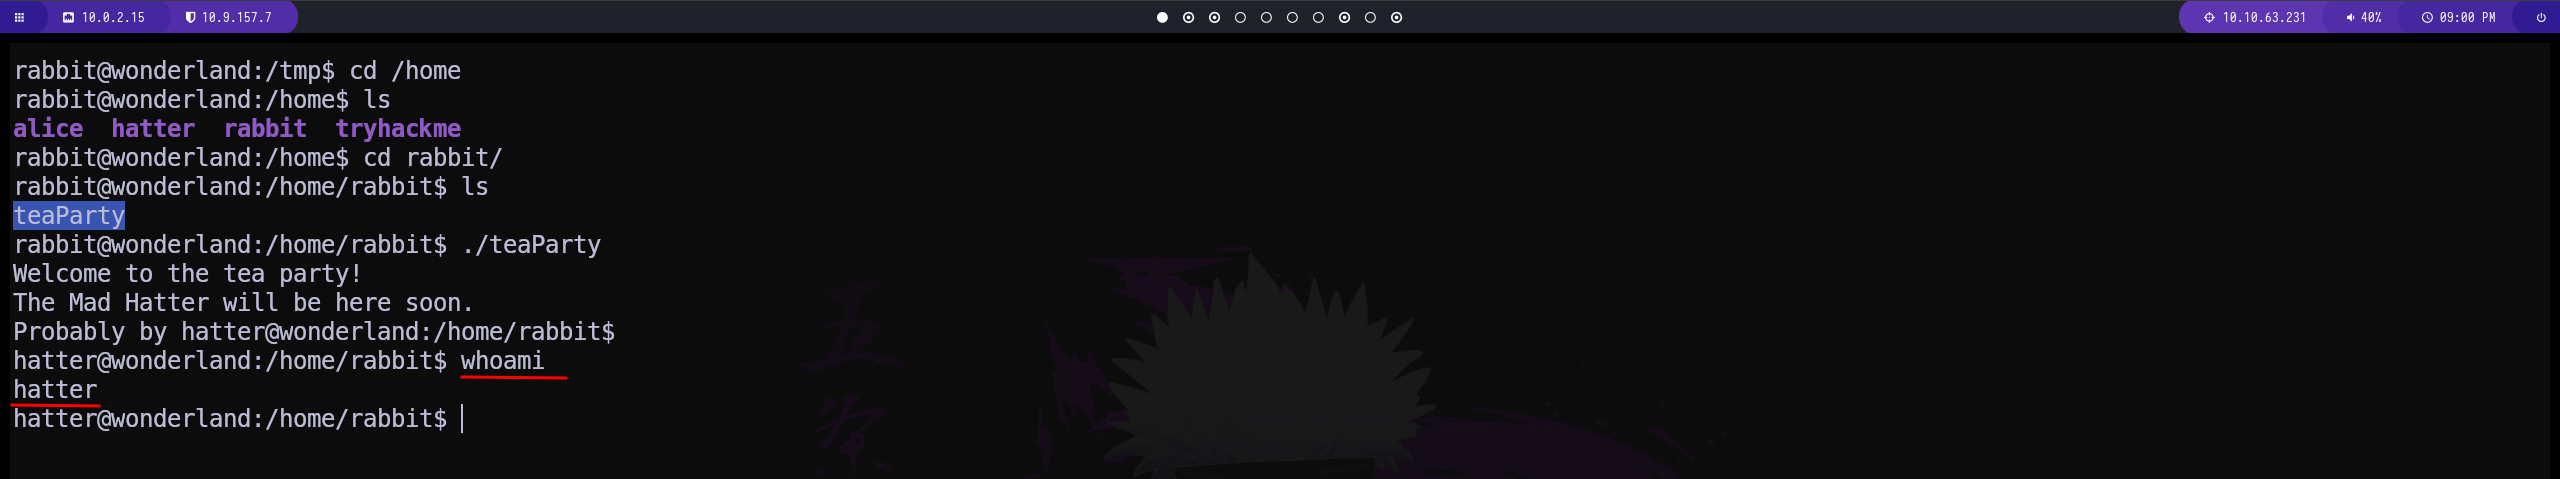 10.0.2.15 10.9.157.7 10.10.63.231 40% 09:00 PM
rabbit@wonderland:/tmp$ cd /home
rabbit@wonderland:/home$ ls
alice hatter rabbit tryhackme
rabbit@wonderland:/home$ cd rabbit/
rabbit@wonderland:/home/rabbit$ ls
teaParty
rabbit@wonderland:/home/rabbit$ ./teaParty
Welcome to the tea party!
The Mad Hatter will be here soon.
Probably by hatter@wonderland:/home/rabbit$
hatter@wonderland:/home/rabbit$ whoami
hatter
hatter@wonderland:/home/rabbit$